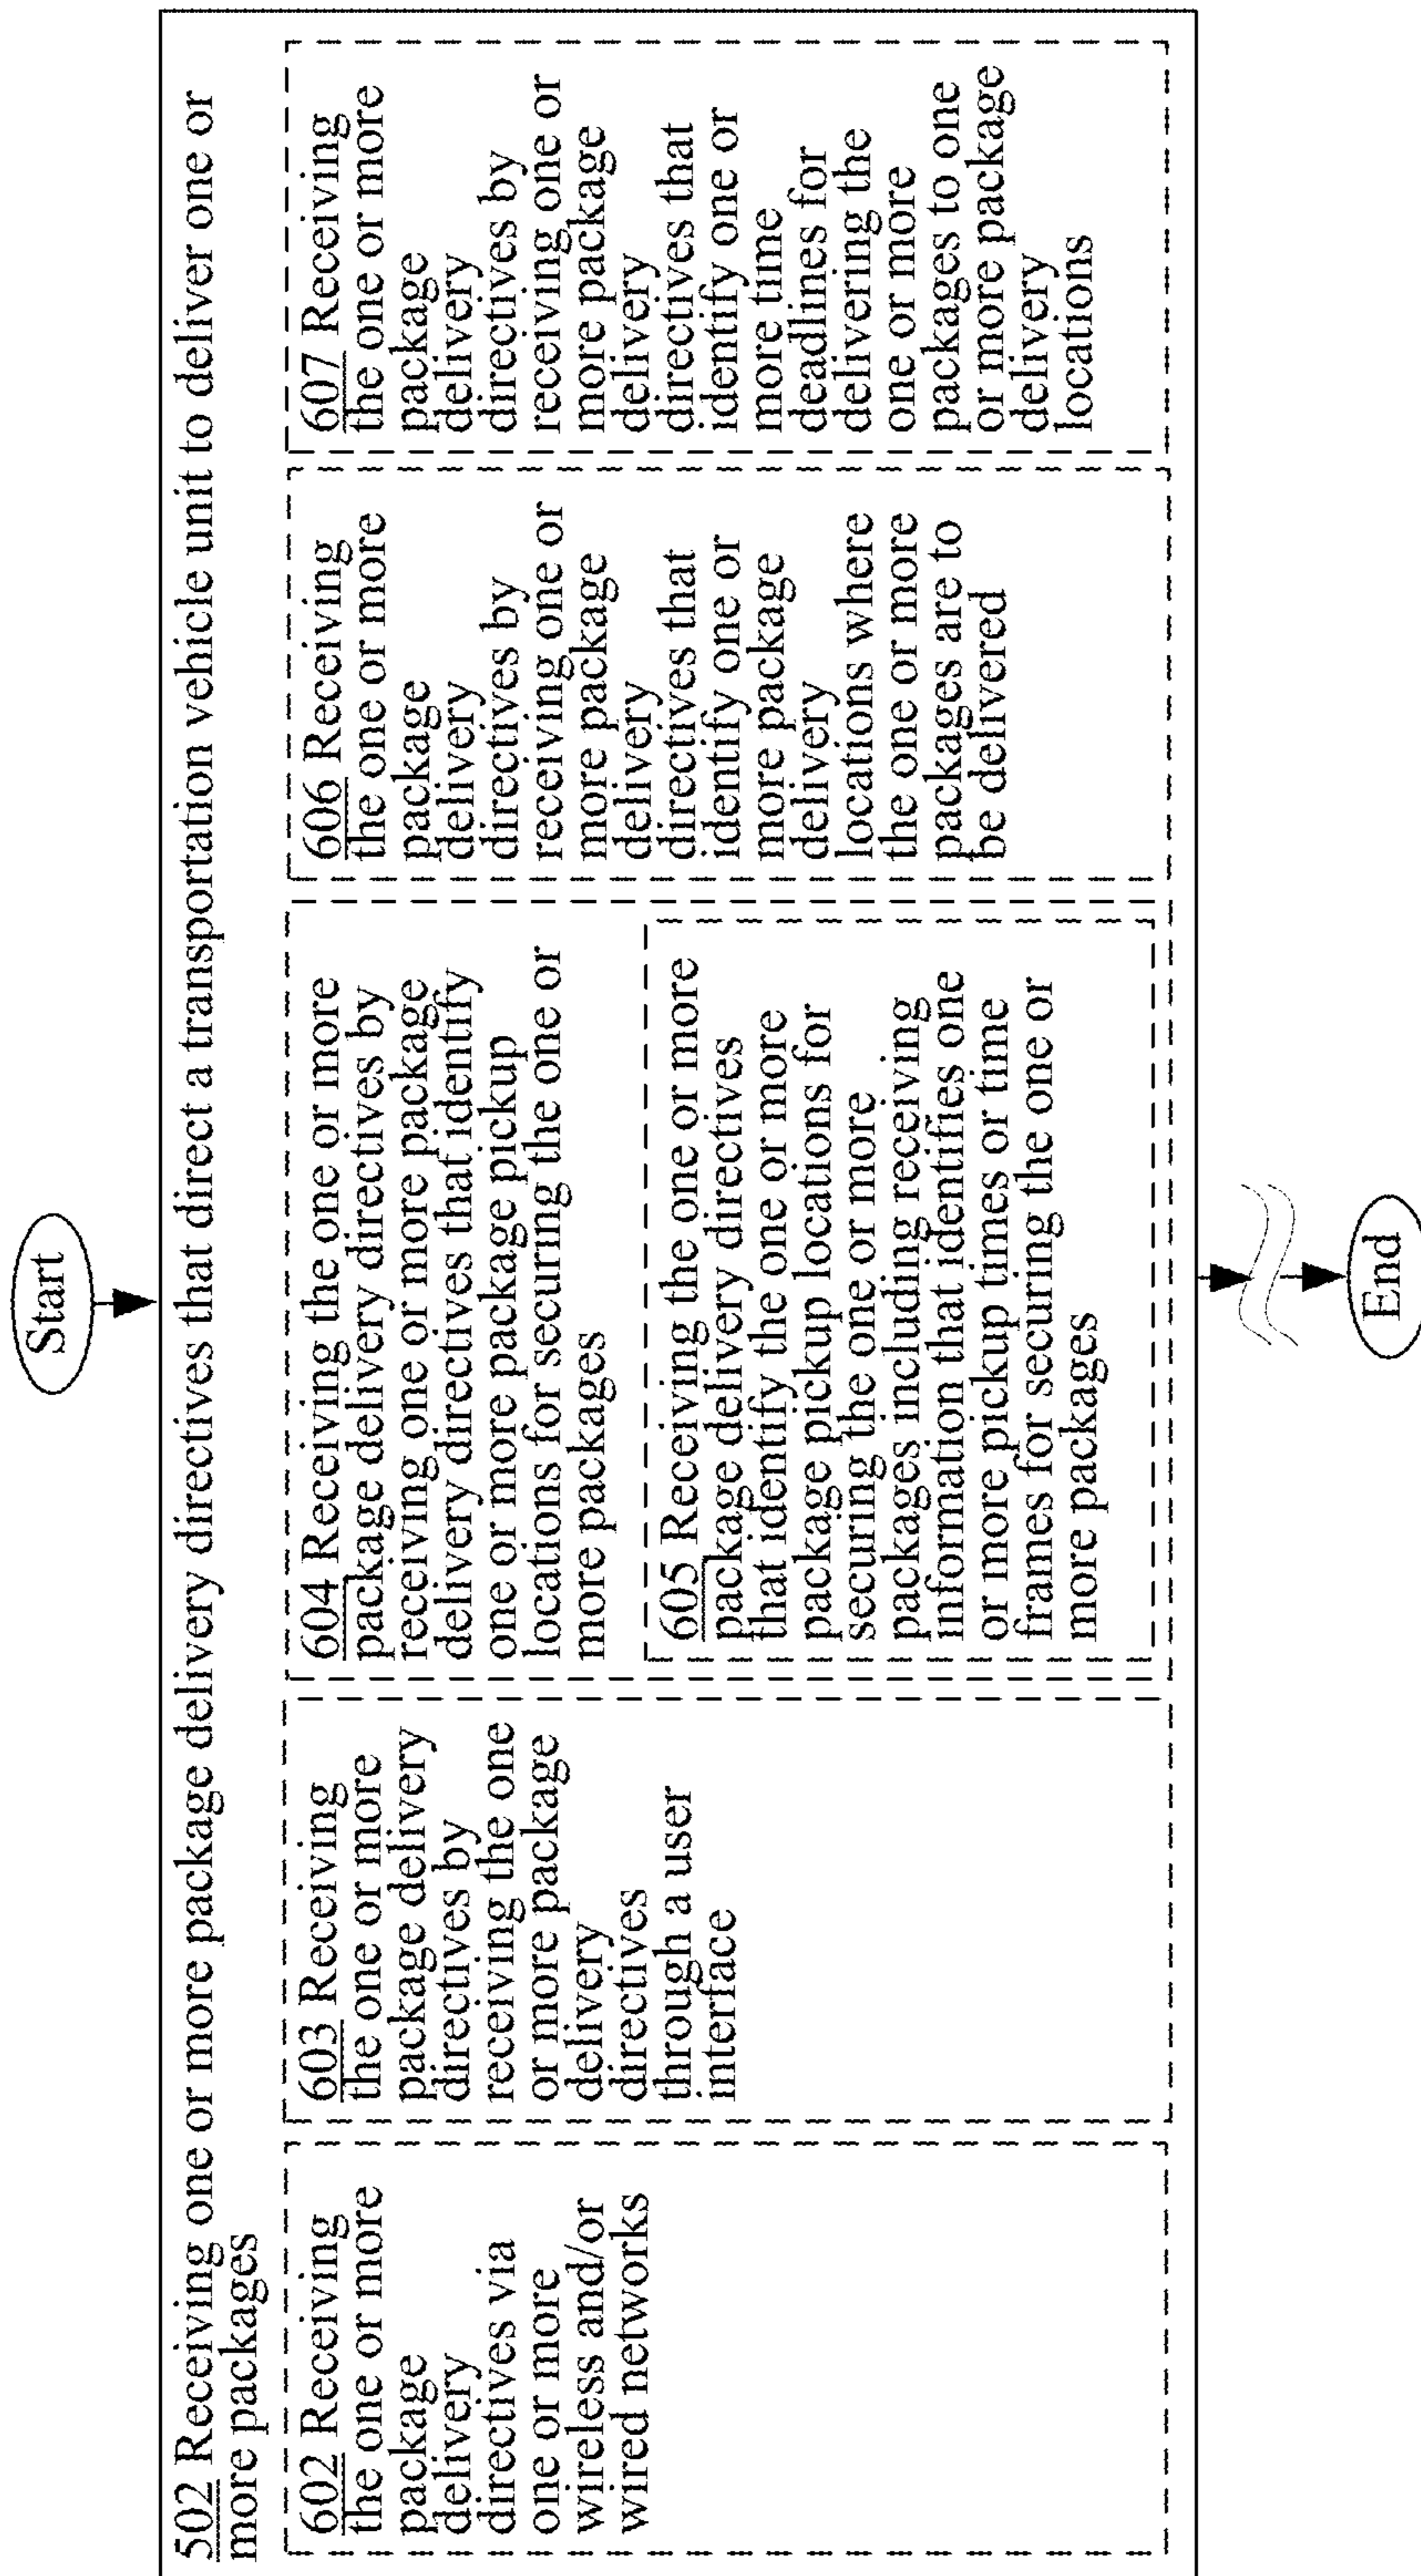 Start
502 Receiving one or more package delivery directives that direct a transportation vehicle unit to deliver one or
more packages
602 Receiving
the one or more
package
delivery
directives via
one or more
wireless and/or
wired networks
603 Receiving
the one or more
package delivery
directives by
receiving the one
or more package
delivery
directives
through a user
interface
604 Receiving the one or more
package delivery directives by
receiving one or more package
delivery directives that identify
one or more package pickup
locations for securing the one or
more packages
605 Receiving the one or more
package delivery directives
that identify the one or more
package pickup locations for
securing the one or more
packages including receiving
information that identifies one
or more pickup times or time
frames for securing the one or
more packages
606 Receiving
the one or more
package
delivery
directives by
receiving one or
more package
delivery
directives that
identify one or
more package
delivery
locations where
the one or more
packages are to
be delivered
607 Receiving
the one or more
package
delivery
directives by
receiving one or
more package
delivery
directives that
identify one or
more time
deadlines for
delivering the
one or more
packages to one
or more package
delivery
locations
End